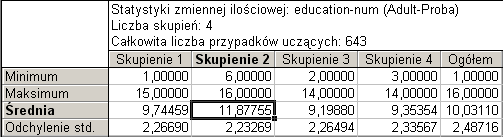 Statystyki zmiennej ilościowej: education-num (Adult-Proba)
Liczba skupień: 4
Całkowita liczba przypadków uczących: 643
Skupienie 1 Skupienie 2 Skupienie 3 Skupienie 4 Ogółem
Minimum 1,00000 6,00000 2,00000 3,00000 1,00000
Maksimum 15,00000 16,00000 14,00000 14,00000 16,00000
Średnia 9,74459 11,87755 9,19880 9,35354 10,03110
Odchylenie std. 2,26690 2,23269 2,26494 2,33567 2,48716